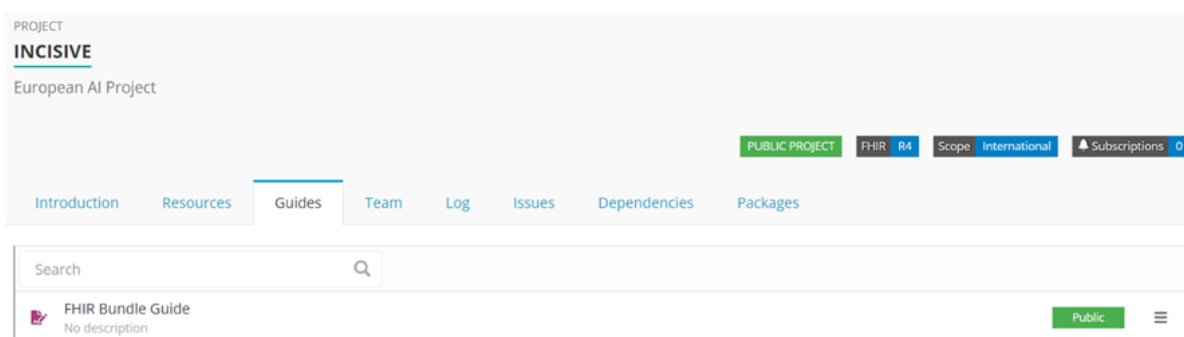 PROJECT
INCISIVE
European AI Project
PUBLIC PROJECT FHIR R4 Scope International Subscriptions 0
Introduction Resources Guides Team Log Issues Dependencies Packages
Search
FHIR Bundle Guide
Public
No description